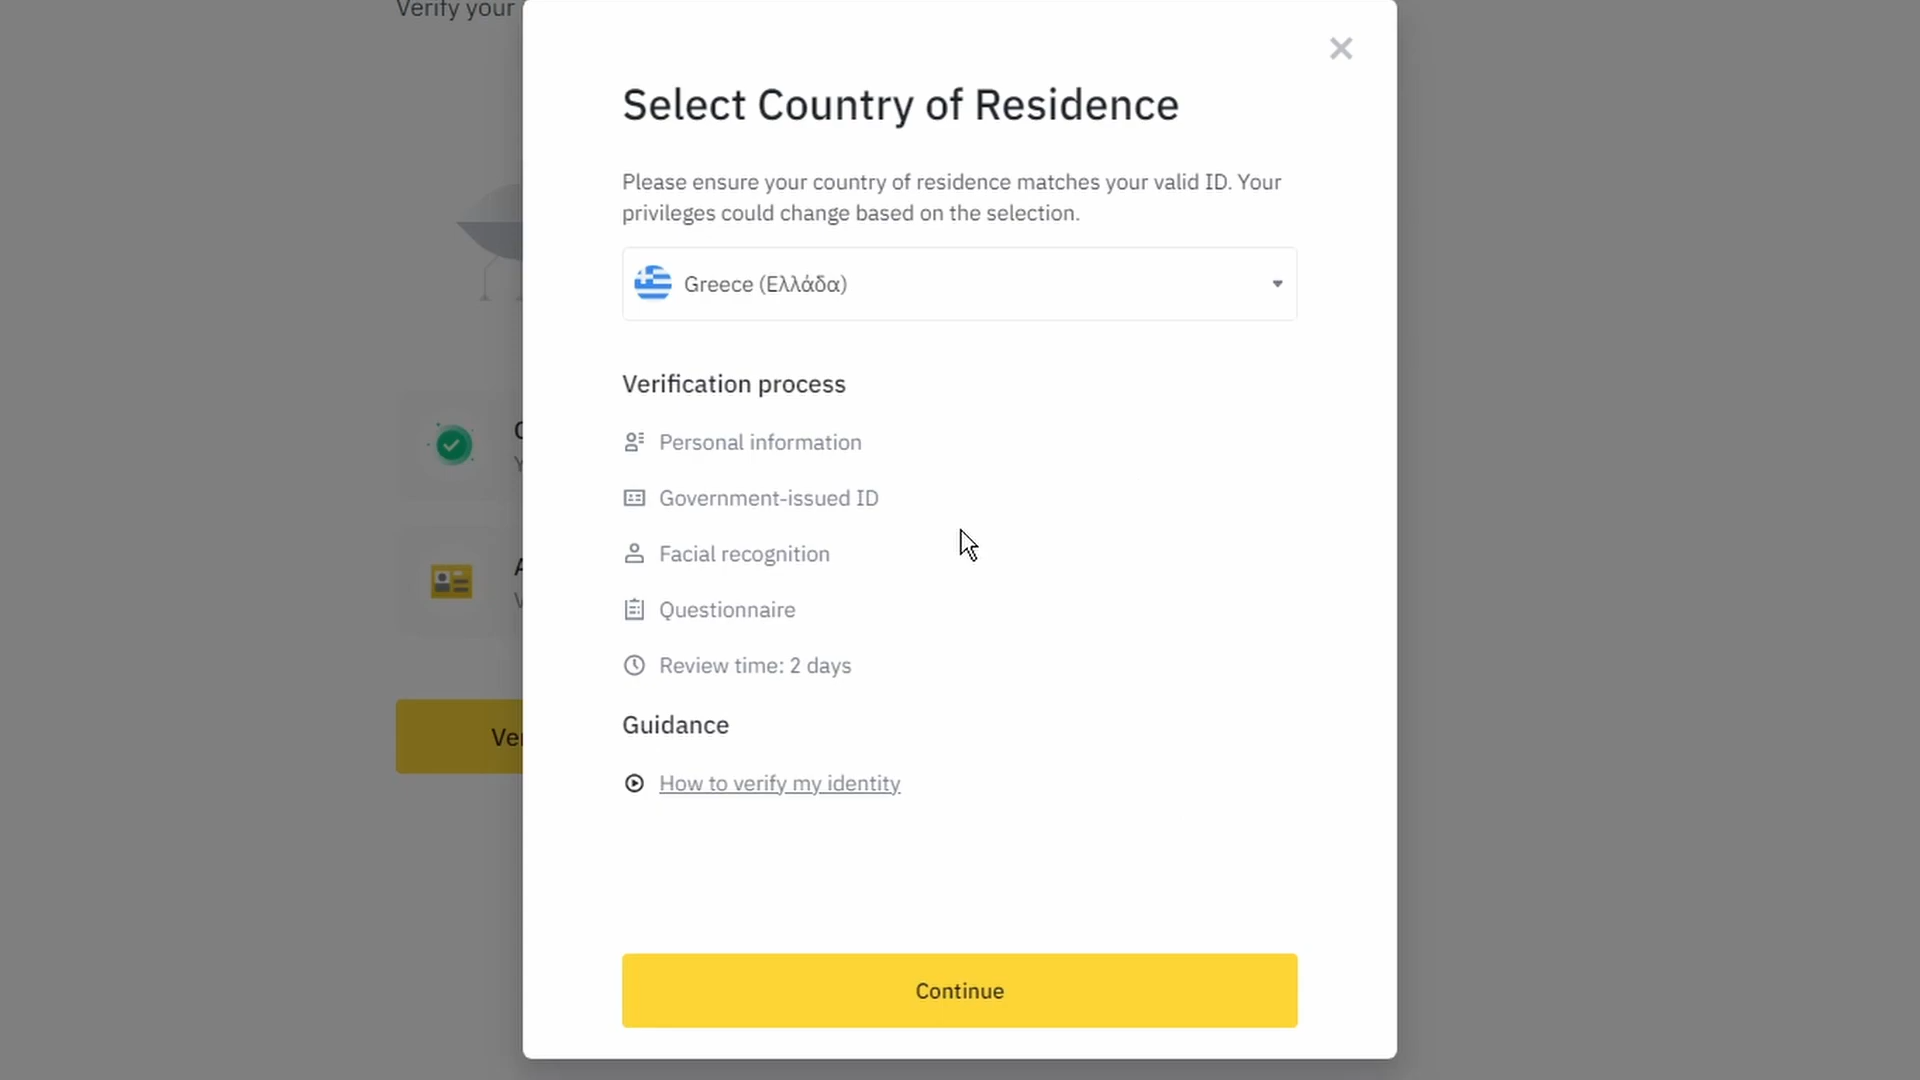 Verify your
Select Country of Residence
Please ensure your country of residence matches your valid ID. Your
privileges could change based on the selection.
Greece (Ελλάδα)
Verification process
Personal information
Government-issued ID
Facial recognition
Questionnaire
Review time: 2 days
Guidance
How to verify my identity
Continue